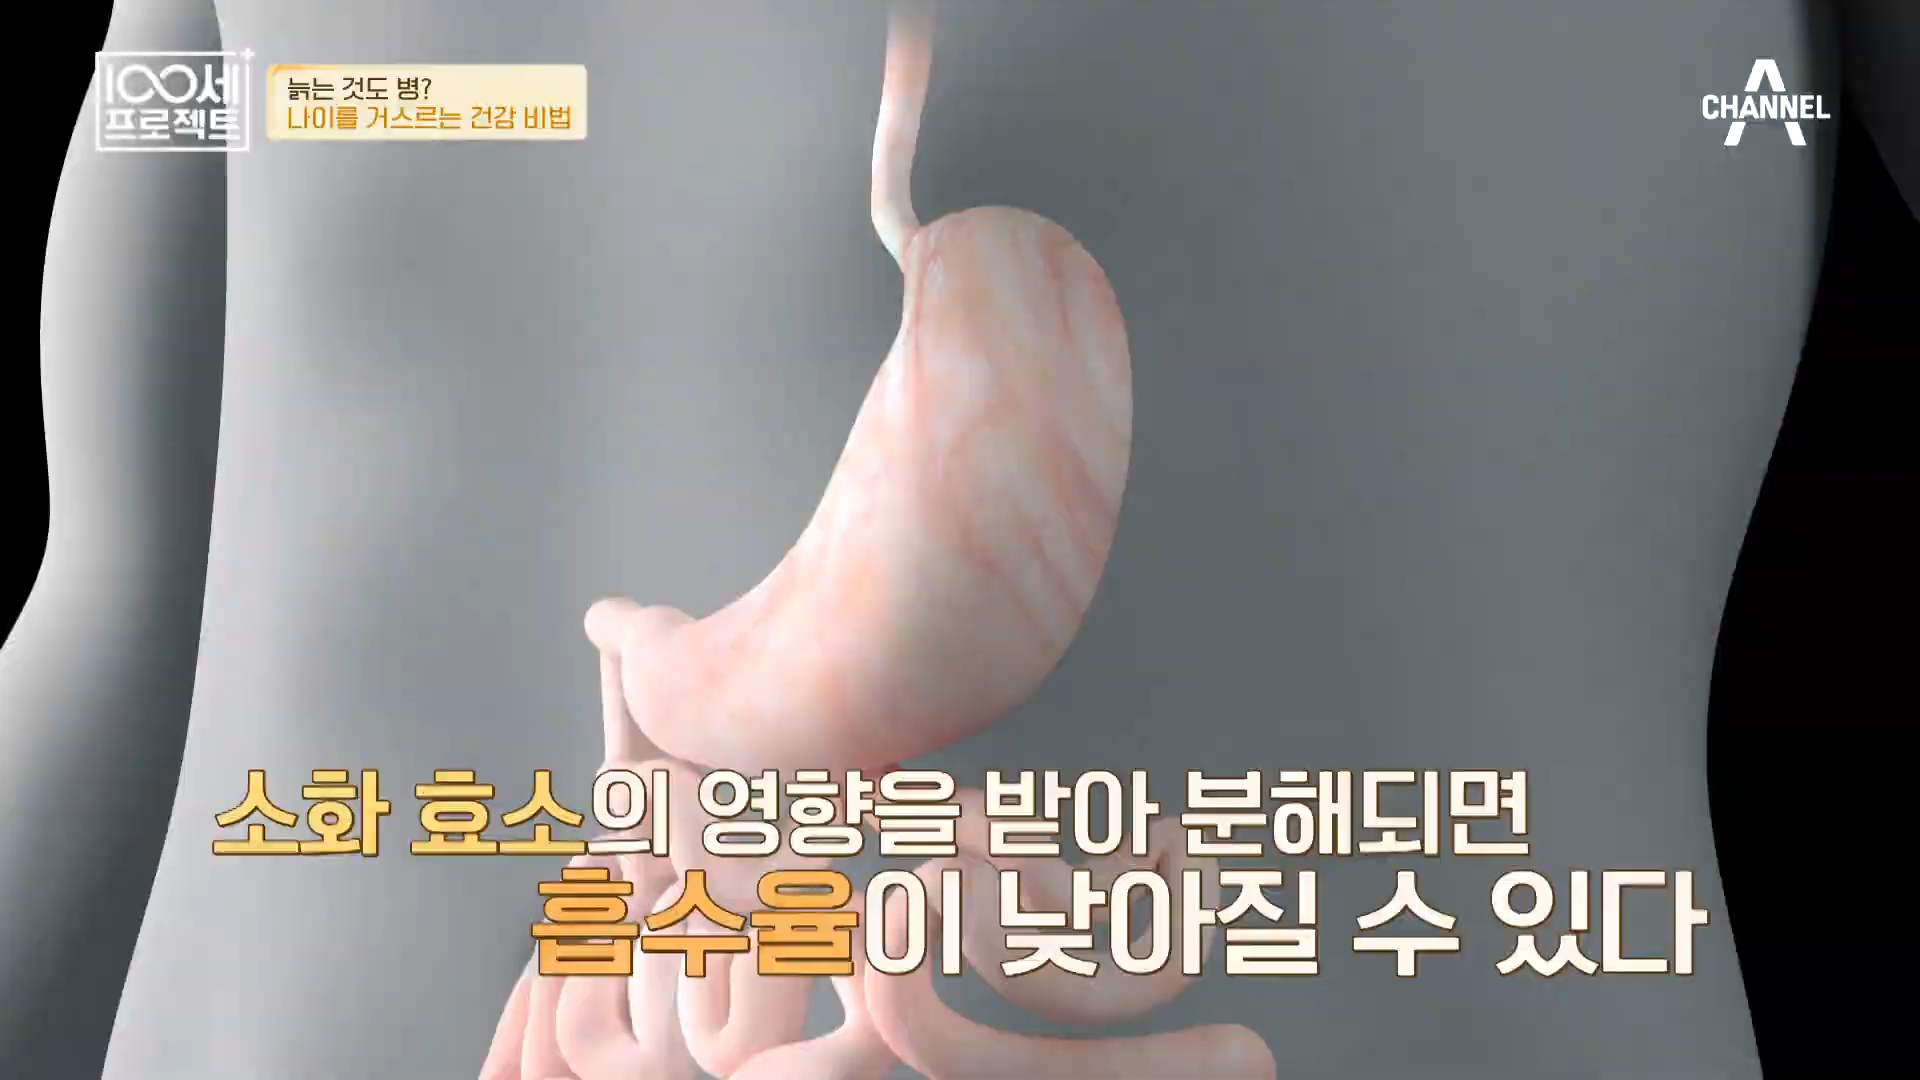 100세+
프로젝트
늙는 것도 병?
나이를 거스르는 건강 비법
CHANNEL A
소화 효소의 영향을 받아 분해되면
흡수율이 낮아질 수 있다